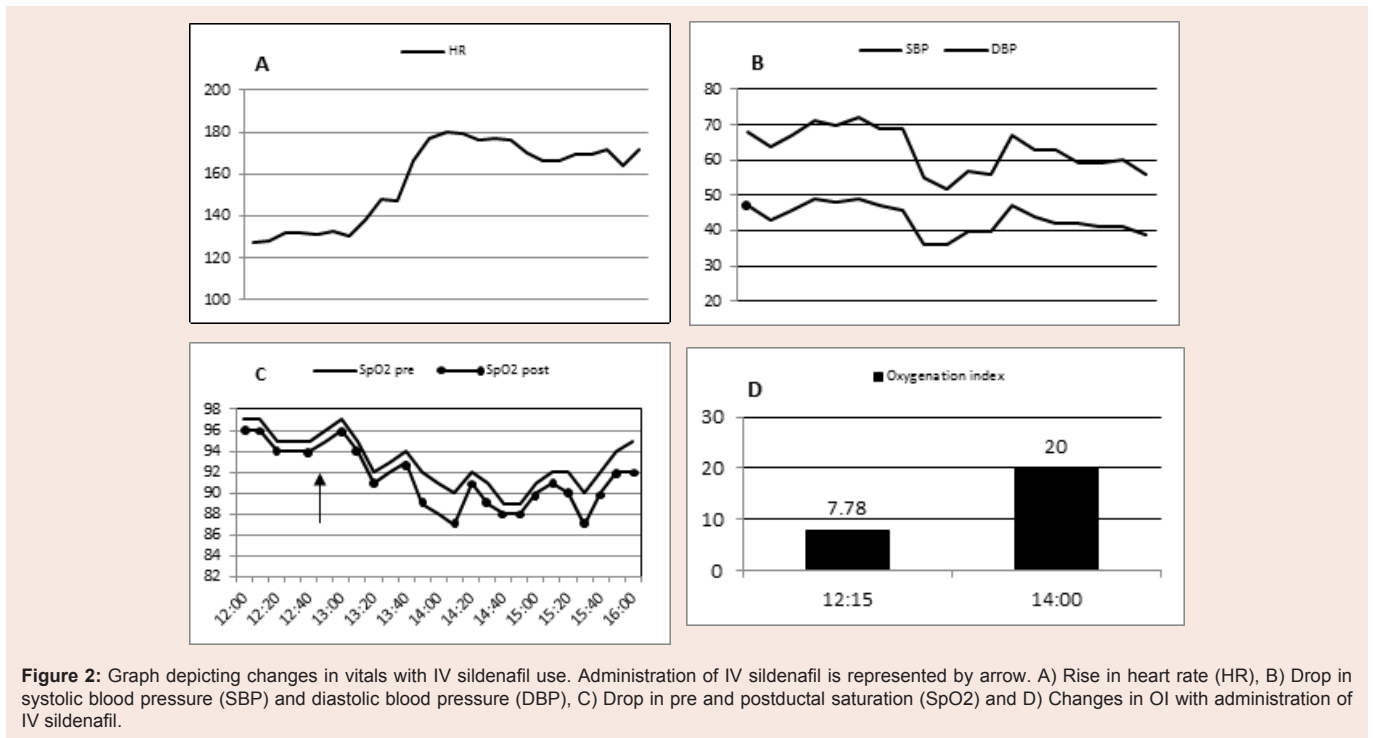 HR
A
200
180
160
140
120
100
SBP DBP
B
80
70
60
50
40
30
20
C
SpO2 pre SpO2 post
98
96
94
92
90
88
86
84
82
12:00 12:20 12:40 13:00 13:20 13:40 14:00 14:20 14:40 15:00 15:20 15:40 16:00
Oxygenation index
D
30
20
10
0
7.78
20
12:15 14:00
Figure 2: Graph depicting changes in vitals with IV sildenafil use. Administration of IV sildenafil is represented by arrow. A) Rise in heart rate (HR), B) Drop in
systolic blood pressure (SBP) and diastolic blood pressure (DBP), C) Drop in pre and postductal saturation (SpO2) and D) Changes in OI with administration of
IV sildenafil.